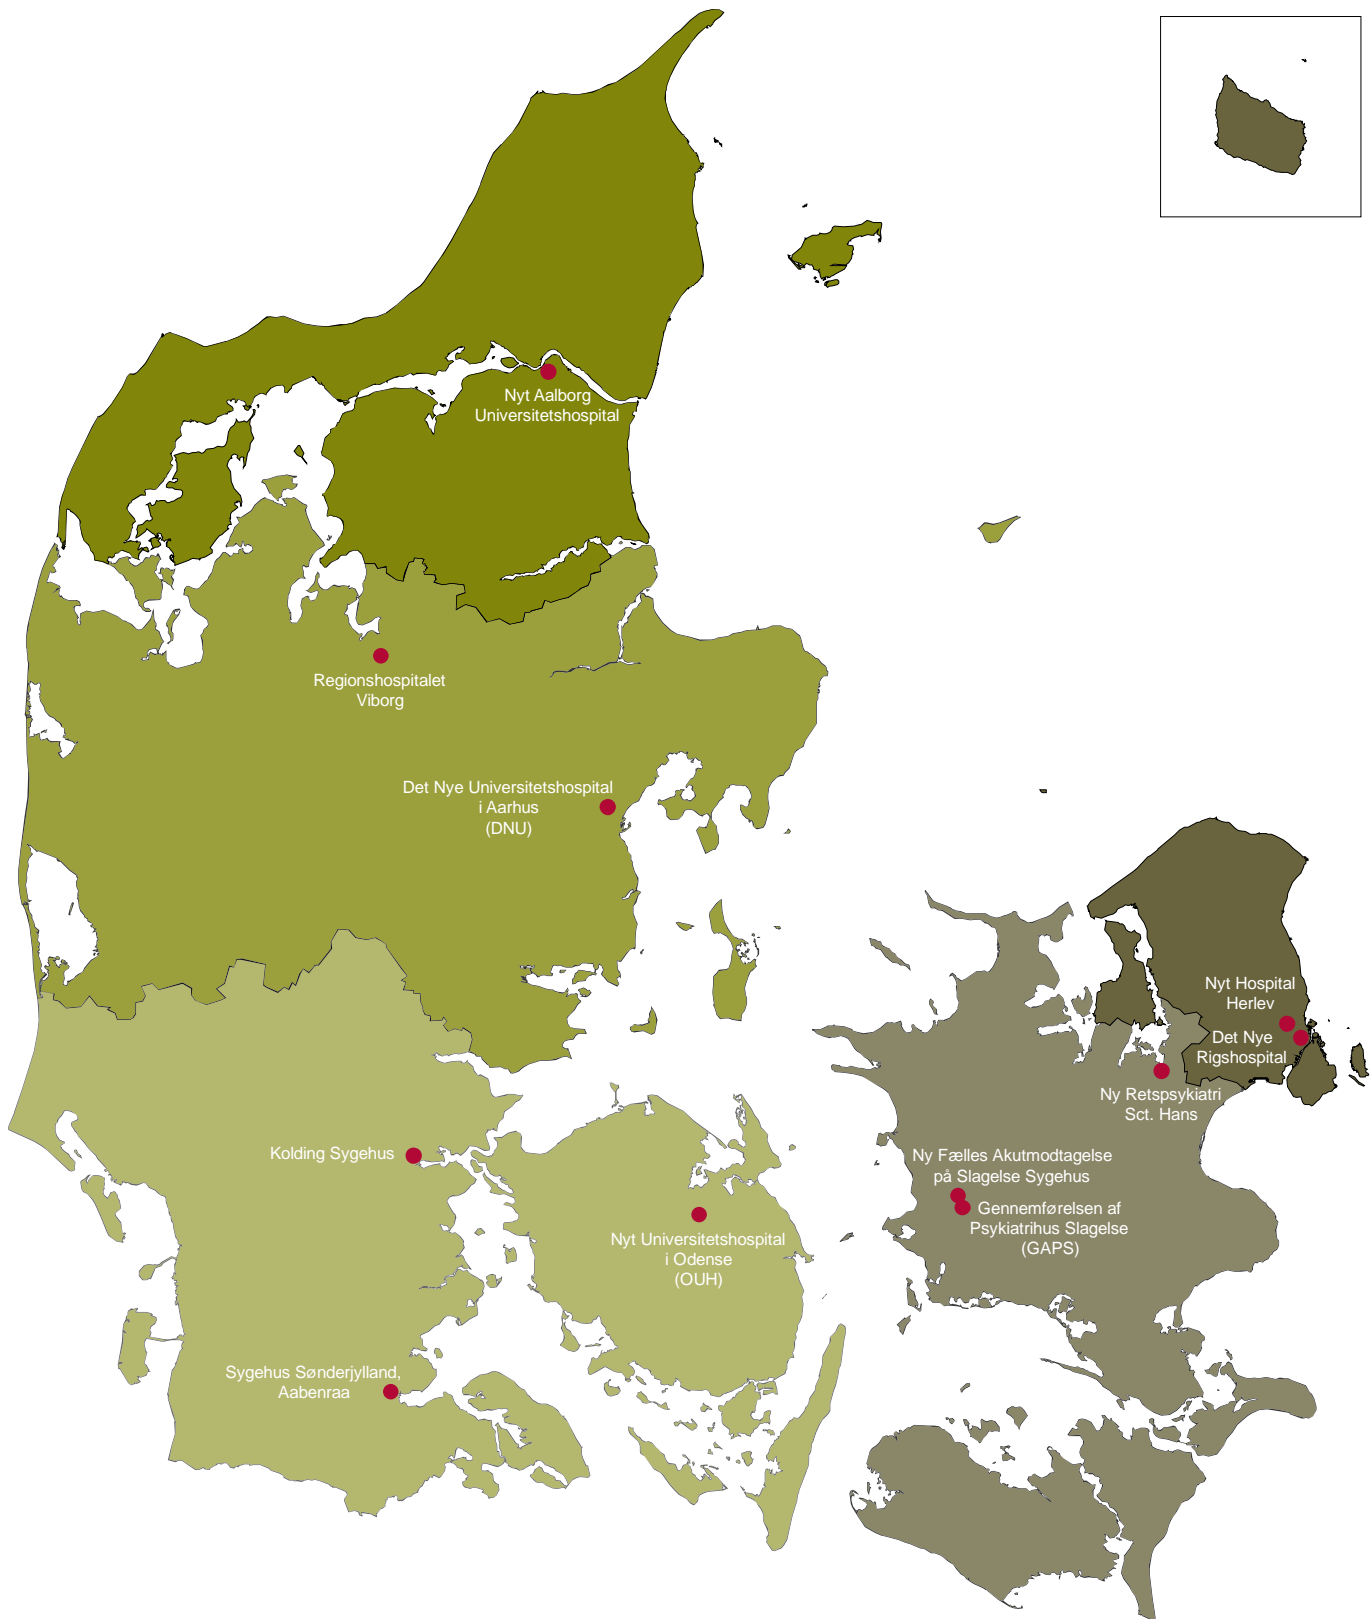 Nyt Aalborg
Universitetshospital
Regionshospitalet
Viborg
Det Nye Universitetshospital
i Aarhus
(DNU)
Nyt Hospital
Herlev
Det Nye
Rigshospital
Ny Retspsykiatri
Sct. Hans
Kolding Sygehus
Ny Fælles Akutmodtagelse
på Slagelse Sygehus
Gennemførelsen af
Psykiatrihus Slagelse
(GAPS)
Nyt Universitetshospital
i Odense
(OUH)
Sygehus Sønderjylland,
Aabenraa